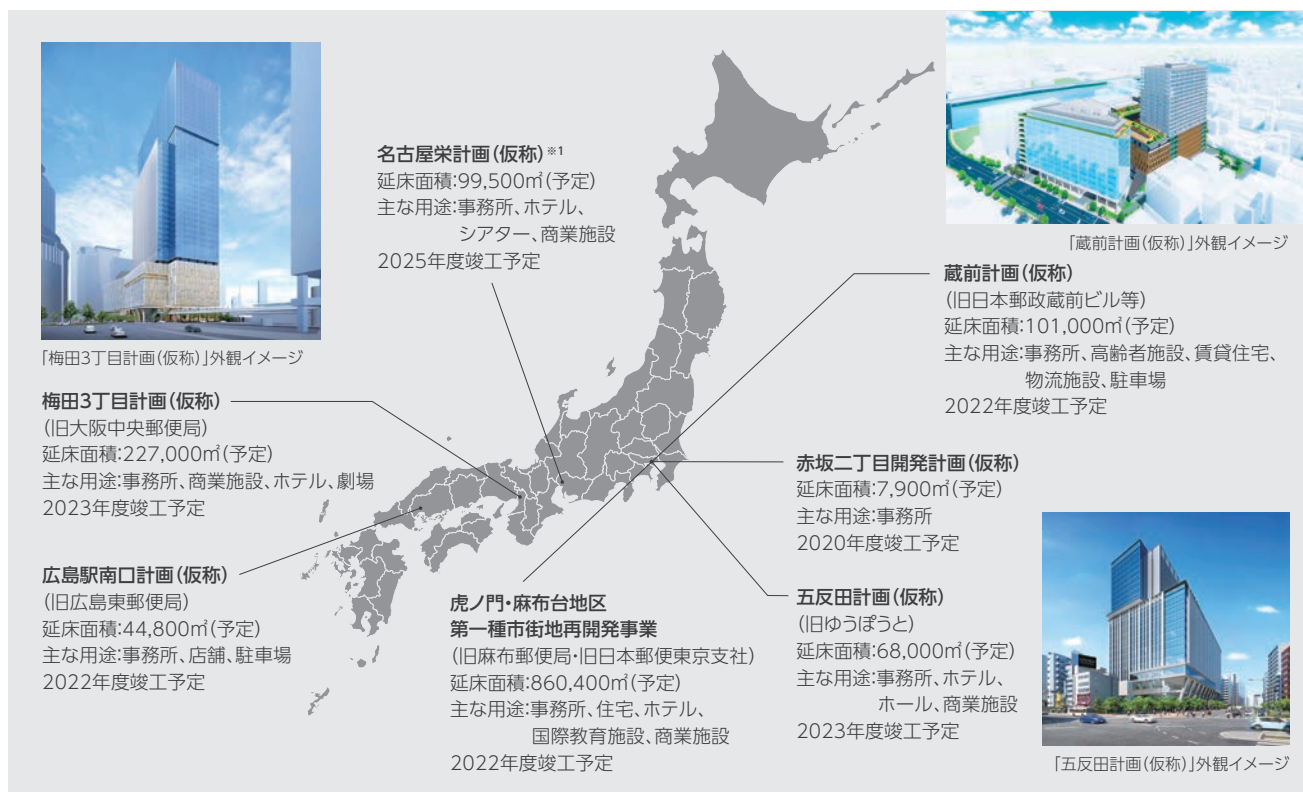 「梅田3丁目計画(仮称)」外観イメージ
名古屋栄計画(仮称)※1
延床面積:99,500㎡(予定)
主な用途:事務所、ホテル、
シアター、商業施設
2025年度竣工予定
「蔵前計画(仮称)」外観イメージ
蔵前計画(仮称)
(旧日本郵政蔵前ビル等)
延床面積:101,000㎡(予定)
主な用途:事務所、高齢者施設、賃貸住宅、
物流施設、駐車場
2022年度竣工予定
梅田3丁目計画(仮称)
(旧大阪中央郵便局)
延床面積:227,000㎡(予定)
主な用途:事務所、商業施設、ホテル、劇場
2023年度竣工予定
赤坂二丁目開発計画(仮称)
延床面積:7,900㎡(予定)
主な用途:事務所
2020年度竣工予定
広島駅南口計画(仮称)
(旧広島東郵便局)
延床面積:44,800㎡(予定)
主な用途:事務所、店舗、駐車場
2022年度竣工予定
虎ノ門・麻布台地区
第一種市街地再開発事業
(旧麻布郵便局・旧日本郵便東京支社)
延床面積:860,400㎡(予定)
主な用途:事務所、住宅、ホテル、
国際教育施設、商業施設
2022年度竣工予定
五反田計画(仮称)
(旧ゆうぽうと)
延床面積:68,000㎡(予定)
主な用途:事務所、ホテル、
ホール、商業施設
2023年度竣工予定
「五反田計画(仮称)」外観イメージ